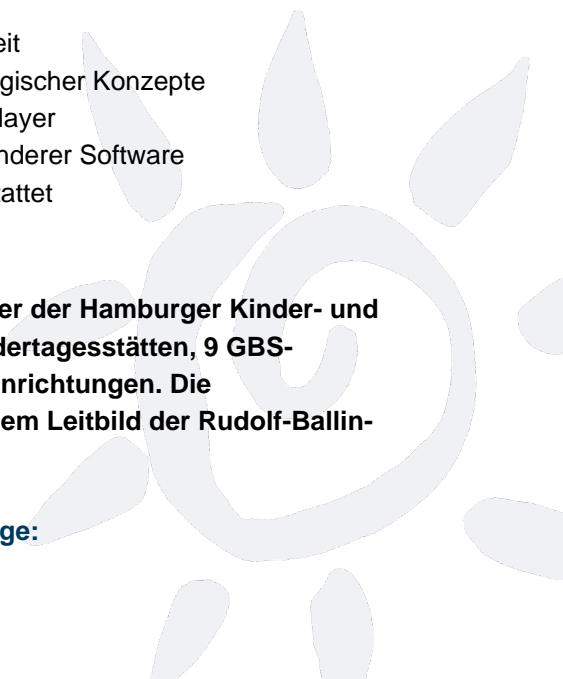 eit
gischer Konzepte
layer
nderer Software
tattet
er der Hamburger Kinder- und
dertagesstätten, 9 GBS-
nrichtungen. Die
em Leitbild der Rudolf-Ballin-
ge: